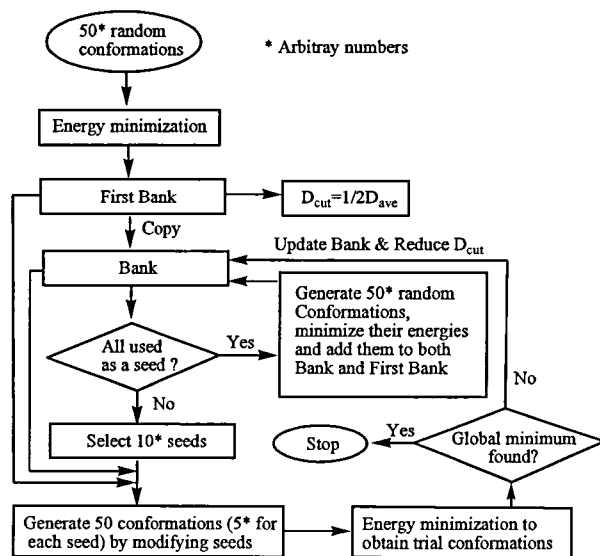 50* random
conformations
* Arbitray numbers
Energy minimization
First Bank
Dcut=1/2Dave
Copy
Update Bank & Reduce Dcut
Bank
Generate 50* random
Conformations,
minimize their energies
and add them to both
Bank and First Bank
All used
as a seed ?
Yes
No
No
Select 10* seeds
Stop
Yes
Global minimum
found?
Generate 50 conformations (5* for
each seed) by modifying seeds
Energy minimization to
obtain trial conformations